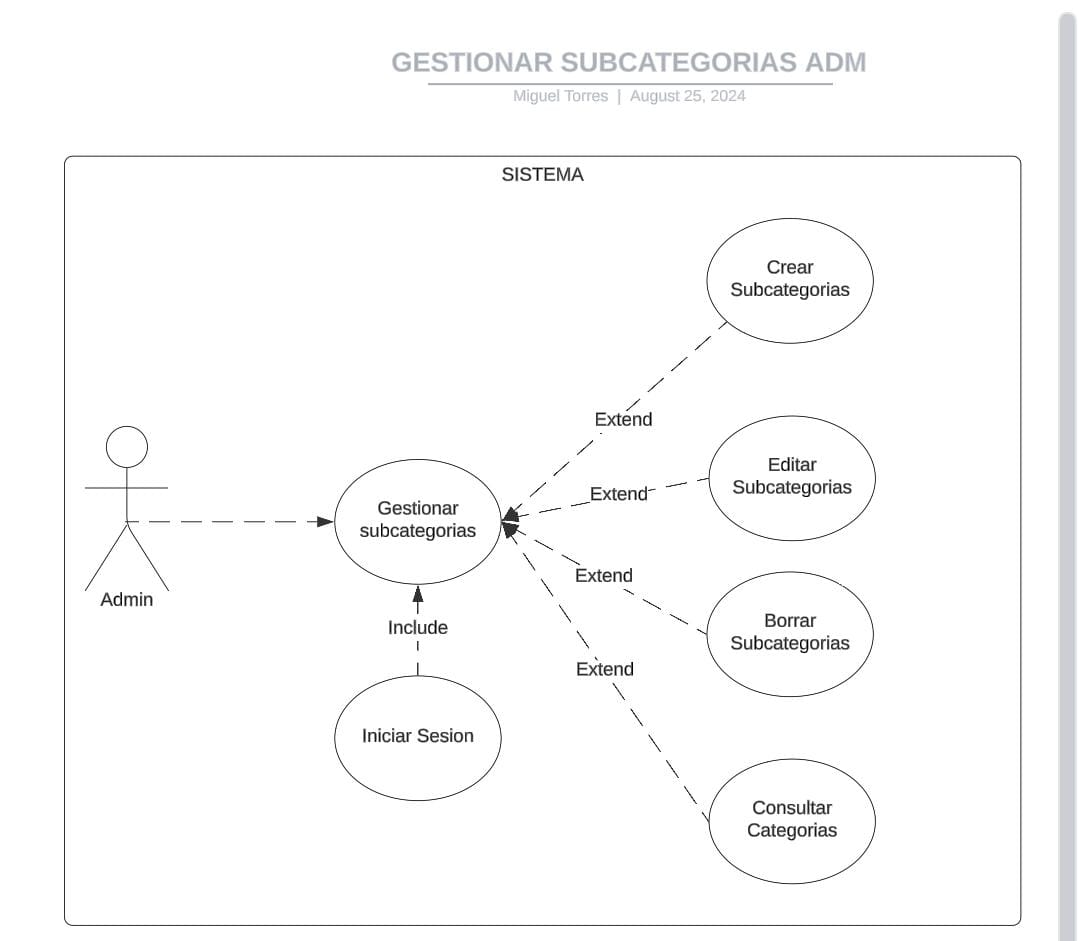 GESTIONAR SUBCATEGORIAS ADM
Miguel Torres | August 25, 2024
SISTEMA
Crear
Subcategorias
Extend
Editar
Subcategorias
Extend
Gestionar
subcategorias
Extend
Admin
Borrar
Subcategorias
Include
Extend
Iniciar Sesion
Consultar
Categorias